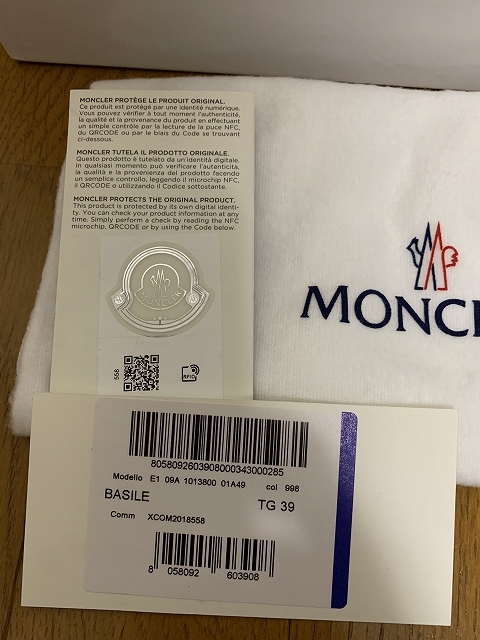 MONCLER PROTÈGE LE PRODUIT ORIGINAL.
Ce produit est protégé par une identité numérique.
Vous pouvez vérifier à tout moment l'authenticité,
la qualité et la provenance du produit en effectuant
un simple contrôle par la lecture de la puce NFC,
du QRCODE ou par le biais du Code se trouvant
ci-dessous.
MONCLER TUTELA IL PRODOTTO ORIGINALE.
Questo prodotto è tutelato da un'identità digitale.
In qualsiasi momento può verificare l'autenticità,
la qualità e la provenienza del prodotto facendo
un semplice controllo, leggendo il microchip NFC,
il QRCODE o utilizzando il Codice sottostante.
MONCLER PROTECTS THE ORIGINAL PRODUCT.
This product is protected by its own digital identi-
ty. You can check your product information at any
time. Simply perform a check by reading the NFC
microchip, QRCODE or by using the Code below.
MONCLER
558
RFID
MONCL
8058092603908000343000285
Modello E1 09A 1013800 01A49 col 998
BASILE TG 39
Comm XCOM2018558
8 058092 603908